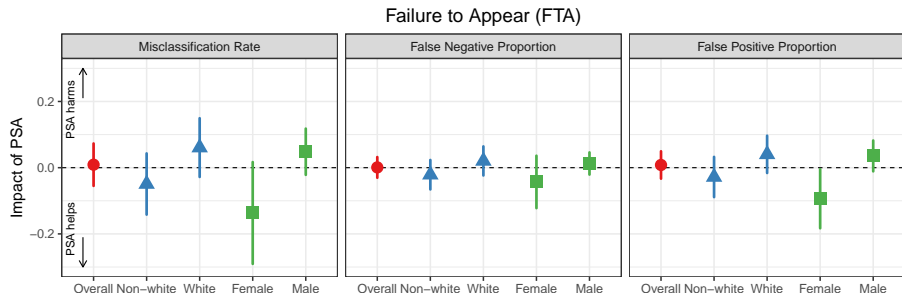 Failure to Appear (FTA)
Misclassification Rate
False Negative Proportion
False Positive Proportion
Impact of PSA
PSA harms
PSA helps
0.2
0.0
−0.2
Overall Non−white White Female Male
Overall Non−white White Female Male
Overall Non−white White Female Male